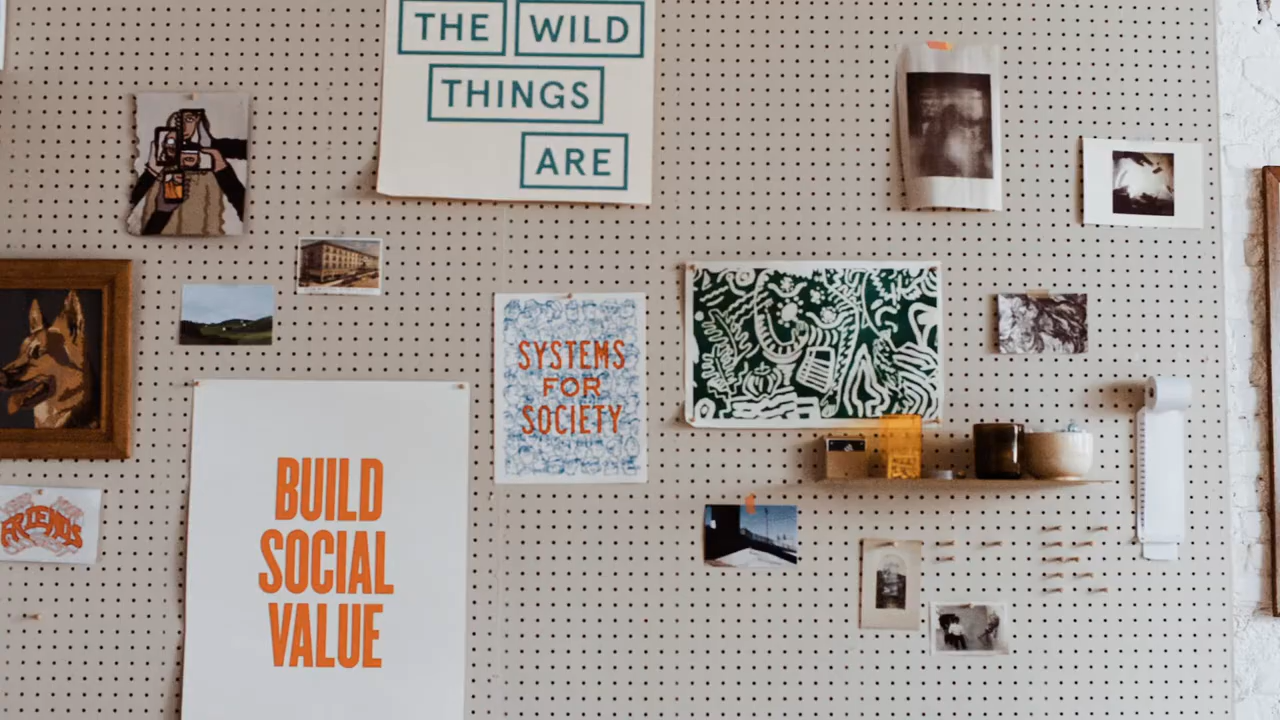 THE WILD
THINGS
ARE
SYSTEMS
FOR
SOCIETY
BUILD
SOCIAL
VALUE
FRIENDS